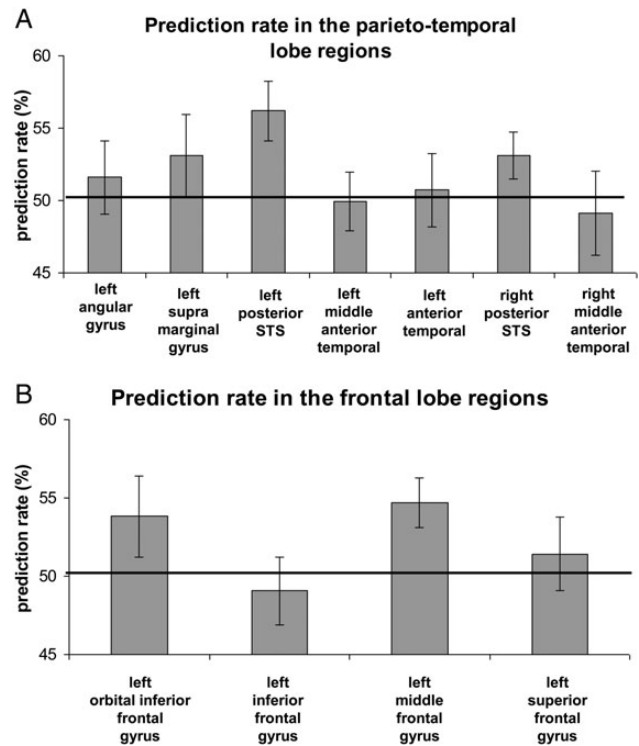 A
Prediction rate in the parieto-temporal
lobe regions
prediction rate (%)
60
55
50
45
left
angular
gyrus
left
supra
marginal
gyrus
left
posterior
STS
left
middle
anterior
temporal
left
anterior
temporal
right
posterior
STS
right
middle
anterior
temporal
B
Prediction rate in the frontal lobe regions
prediction rate (%)
60
55
50
45
left
orbital inferior
frontal
gyrus
left
inferior
frontal
gyrus
left
middle
frontal
gyrus
left
superior
frontal
gyrus